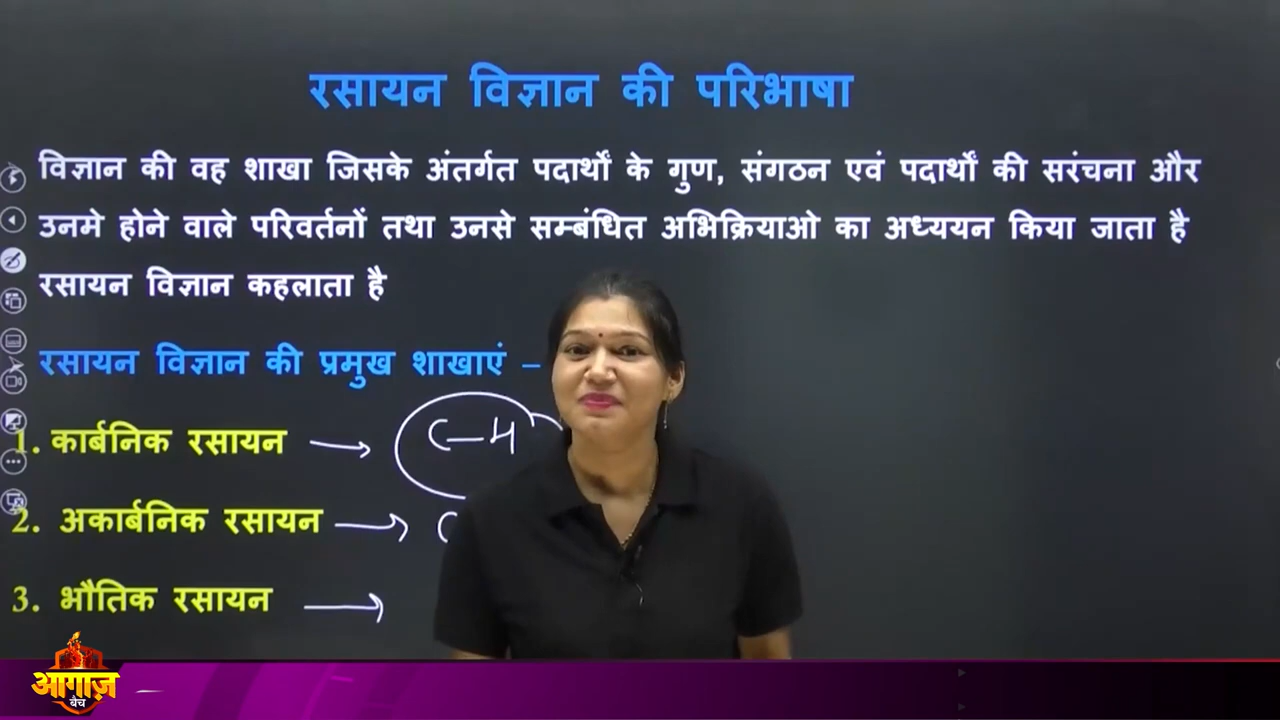 रसायन विज्ञान की परिभाषा
विज्ञान की वह शाखा जिसके अंतर्गत पदार्थों के गुण, संगठन एवं पदार्थों की सरंचना और
उनमे होने वाले परिवर्तनों तथा उनसे सम्बंधित अभिक्रियाओ का अध्ययन किया जाता है
रसायन विज्ञान कहलाता है
रसायन विज्ञान की प्रमुख शाखाएं –
1. कार्बनिक रसायन → C–H
2. अकार्बनिक रसायन →
3. भौतिक रसायन →
आगाज़
बैच